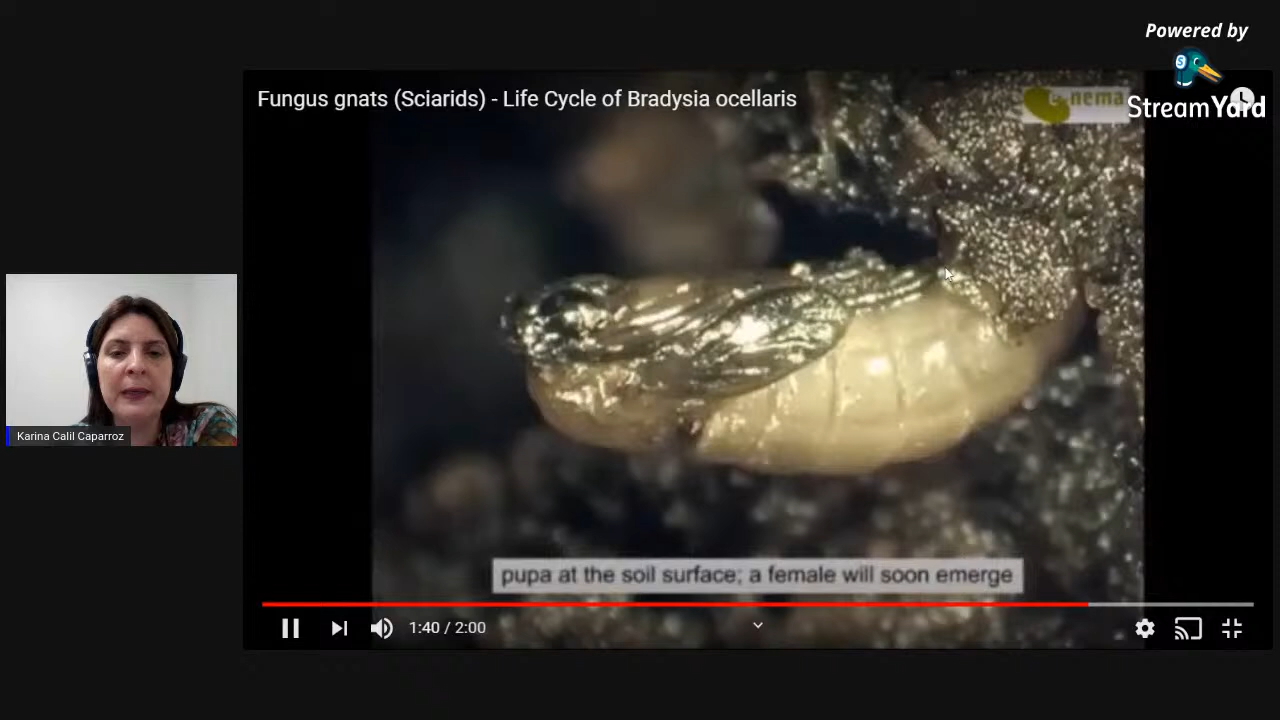 Powered by
StreamYard
Fungus gnats (Sciarids) - Life Cycle of Bradysia ocellaris
e-nema
Karina Calil Caparroz
pupa at the soil surface; a female will soon emerge
1:40 / 2:00